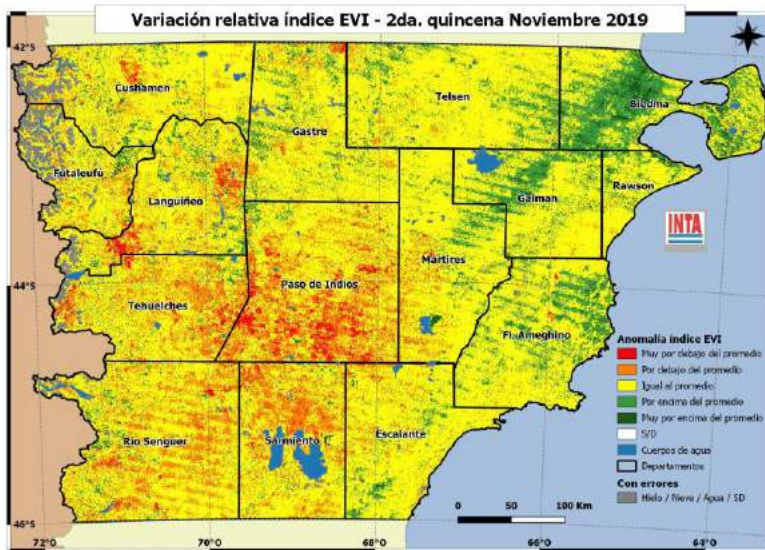 Variación relativa índice EVI - 2da. quincena Noviembre 2019
42°S
Cushamen
Telsen
Biedma
Gastre
Futaleufú
Languiñeo
Gaiman
Rawson
INTA
Mártires
Paso de Indios
44°S
Tehuelches
Fl. Ameghino
Anomalía índice EVI
Muy por debajo del promedio
Por debajo del promedio
Igual al promedio
Por encima del promedio
Muy por encima del promedio
S/D
Cuerpos de agua
Departamentos
Con errores
Hielo / Nieve / Agua / SD
Río Senguer
Sarmiento
Escalante
0 50 100 Km
46°S
72°W 70°W 68°W 66°W 64°W